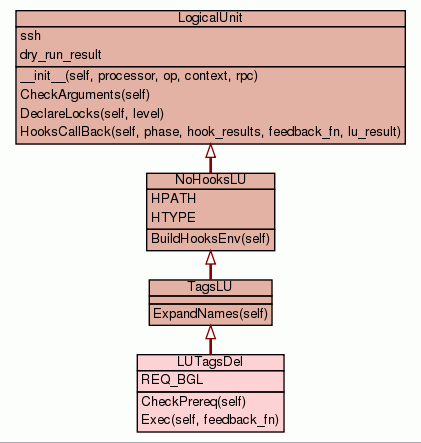 LogicalUnit
ssh
dry_run_result
__init__(self, processor, op, context, rpc)
CheckArguments(self)
DeclareLocks(self, level)
HooksCallBack(self, phase, hook_results, feedback_fn, lu_result)
NoHooksLU
HPATH
HTYPE
BuildHooksEnv(self)
TagsLU
ExpandNames(self)
LUTagsDel
REQ_BGL
CheckPrereq(self)
Exec(self, feedback_fn)